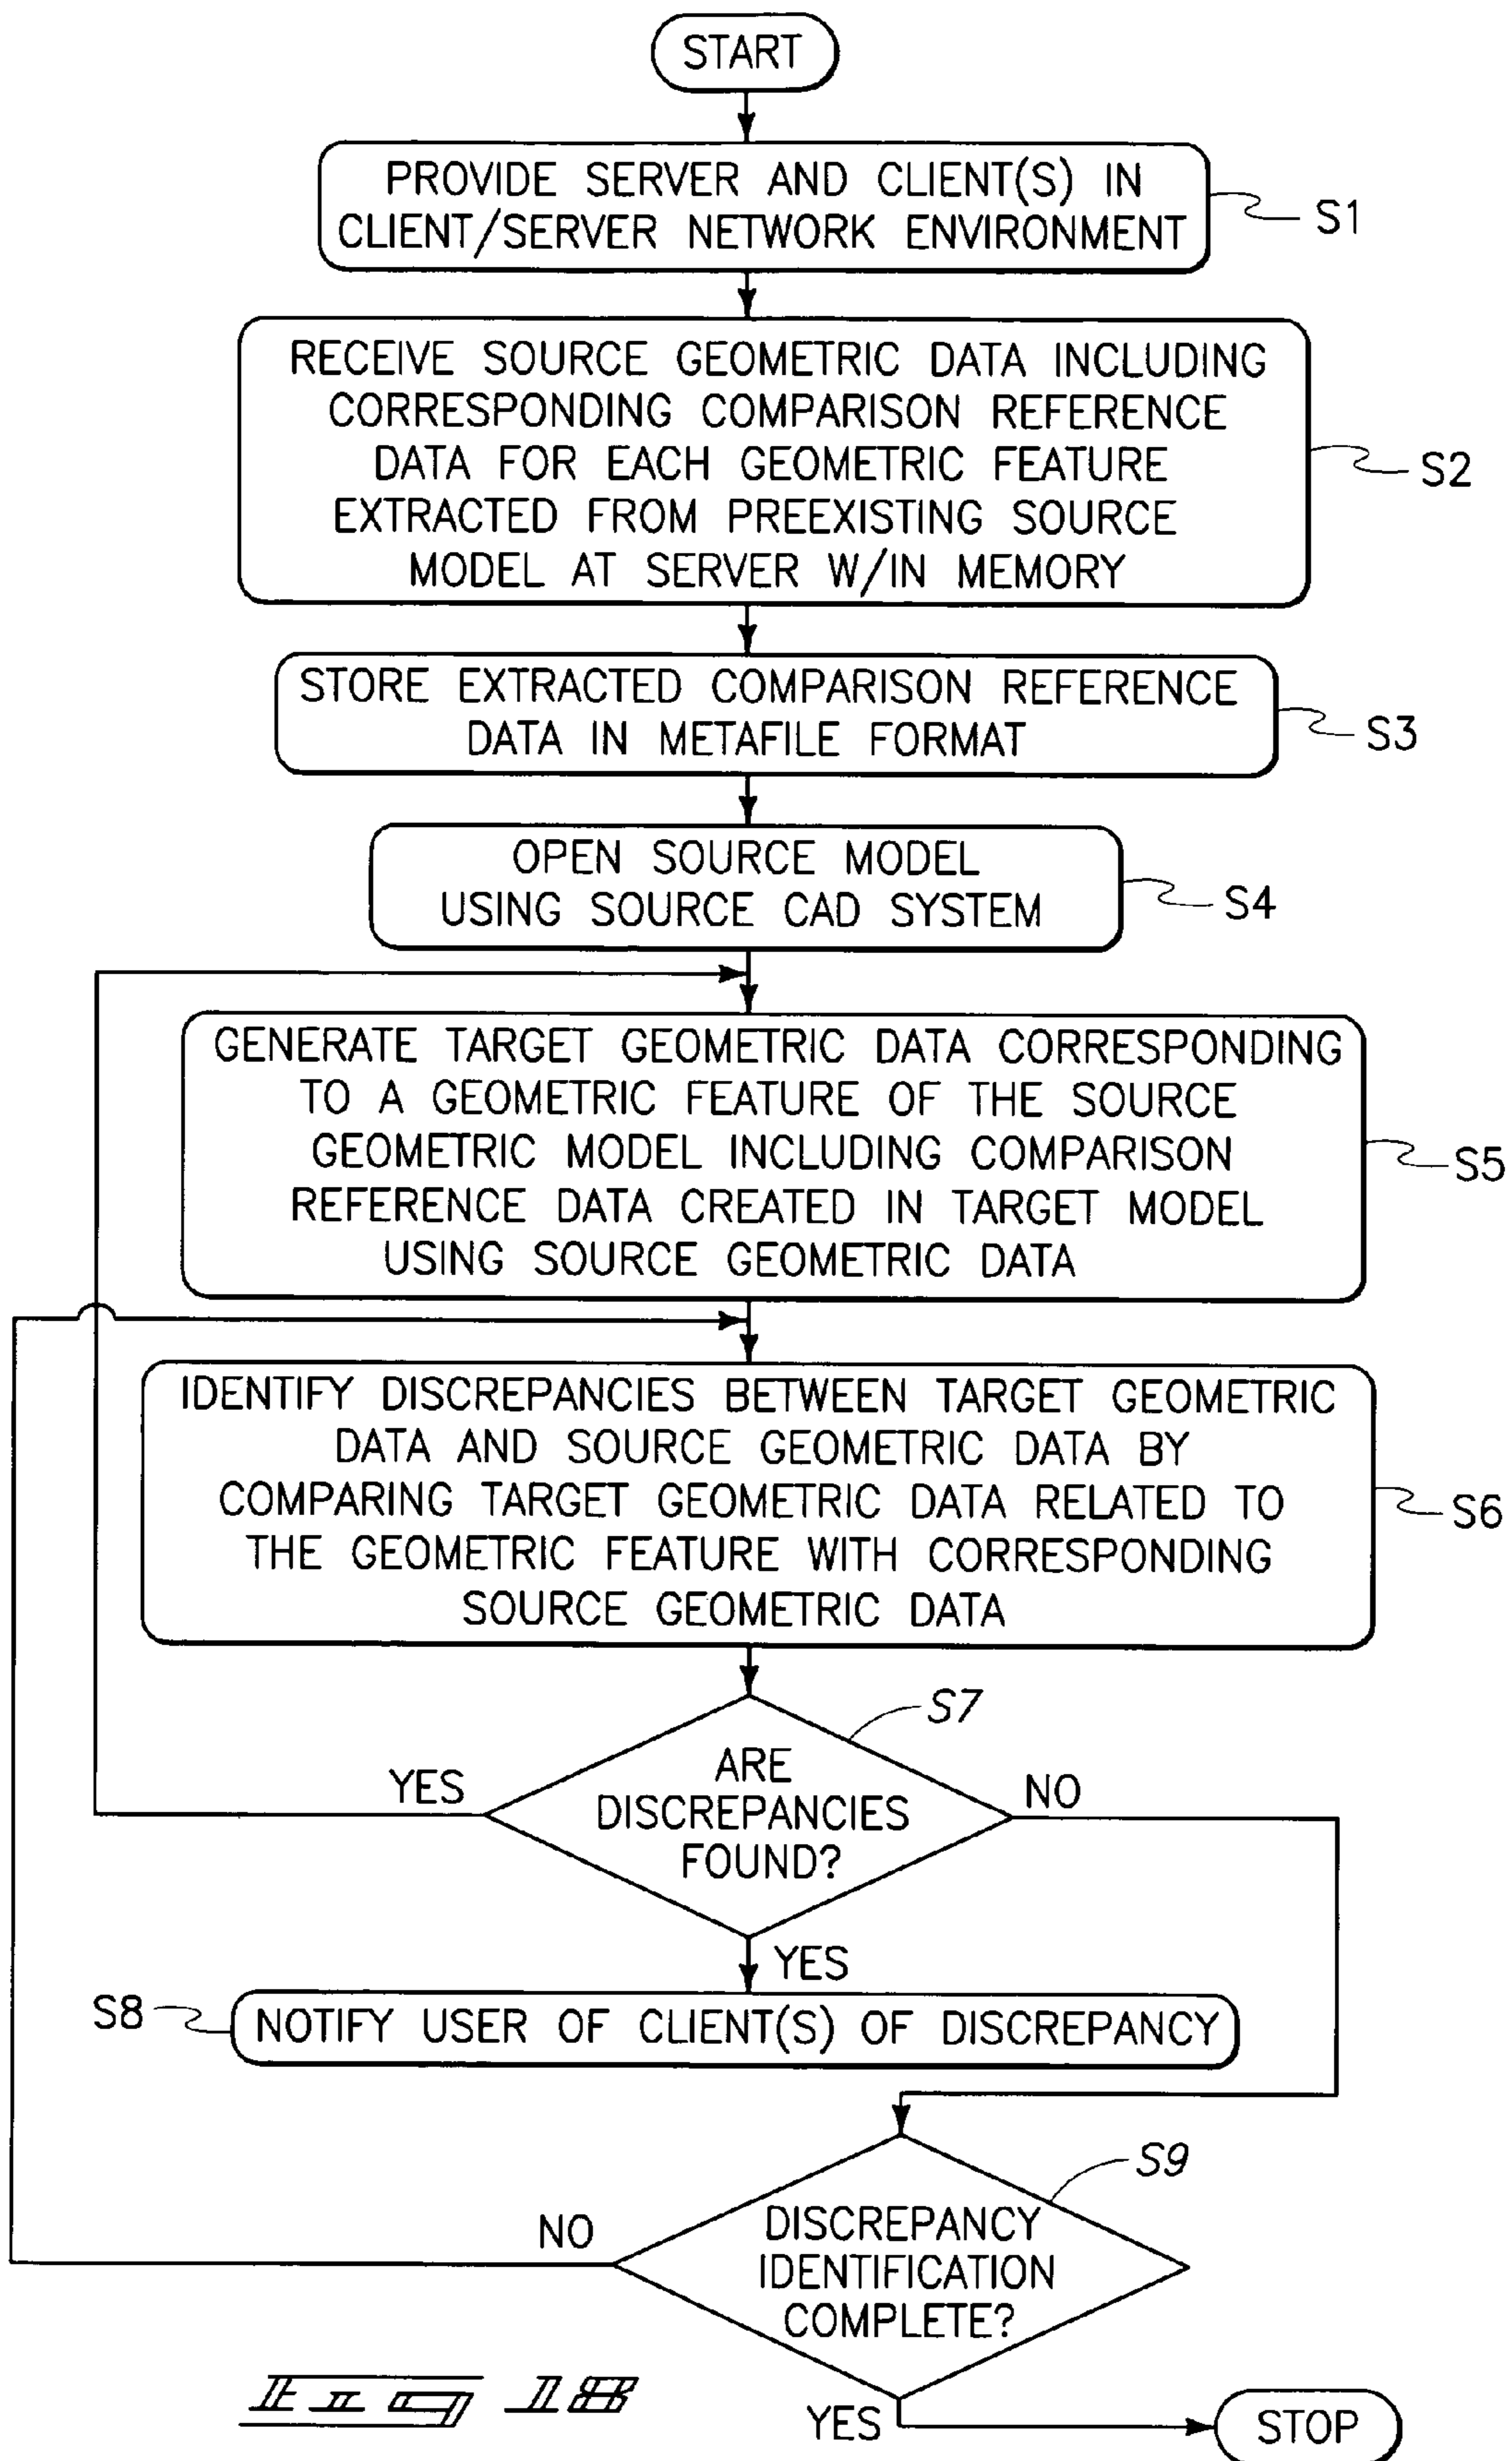 START
PROVIDE SERVER AND CLIENT(S) IN
CLIENT/SERVER NETWORK ENVIRONMENT
S1
RECEIVE SOURCE GEOMETRIC DATA INCLUDING
CORRESPONDING COMPARISON REFERENCE
DATA FOR EACH GEOMETRIC FEATURE
EXTRACTED FROM PREEXISTING SOURCE
MODEL AT SERVER W/IN MEMORY
S2
STORE EXTRACTED COMPARISON REFERENCE
DATA IN METAFILE FORMAT
S3
OPEN SOURCE MODEL
USING SOURCE CAD SYSTEM
S4
GENERATE TARGET GEOMETRIC DATA CORRESPONDING
TO A GEOMETRIC FEATURE OF THE SOURCE
GEOMETRIC MODEL INCLUDING COMPARISON
REFERENCE DATA CREATED IN TARGET MODEL
USING SOURCE GEOMETRIC DATA
S5
IDENTIFY DISCREPANCIES BETWEEN TARGET GEOMETRIC
DATA AND SOURCE GEOMETRIC DATA BY
COMPARING TARGET GEOMETRIC DATA RELATED TO
THE GEOMETRIC FEATURE WITH CORRESPONDING
SOURCE GEOMETRIC DATA
S6
S7
ARE
DISCREPANCIES
FOUND?
YES
NO
YES
S8
NOTIFY USER OF CLIENT(S) OF DISCREPANCY
S9
DISCREPANCY
IDENTIFICATION
COMPLETE?
NO
YES
STOP
Fig 18